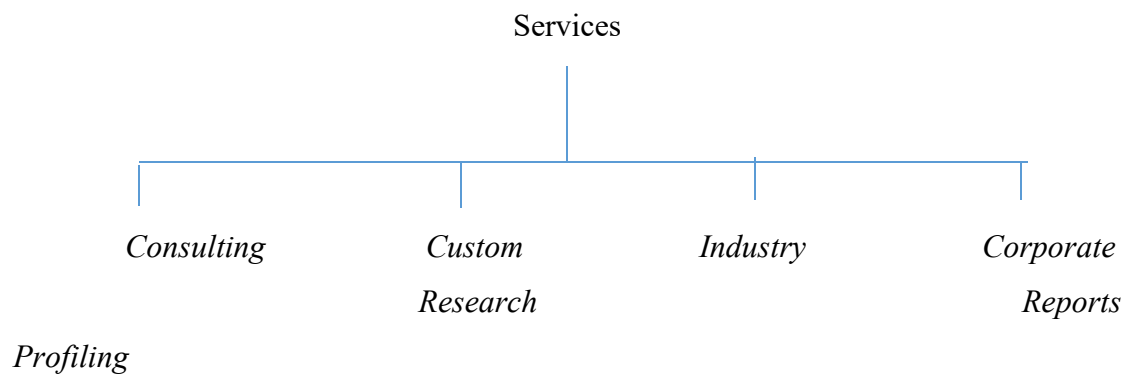 Services
Consulting Custom Industry Corporate
Research Reports
Profiling